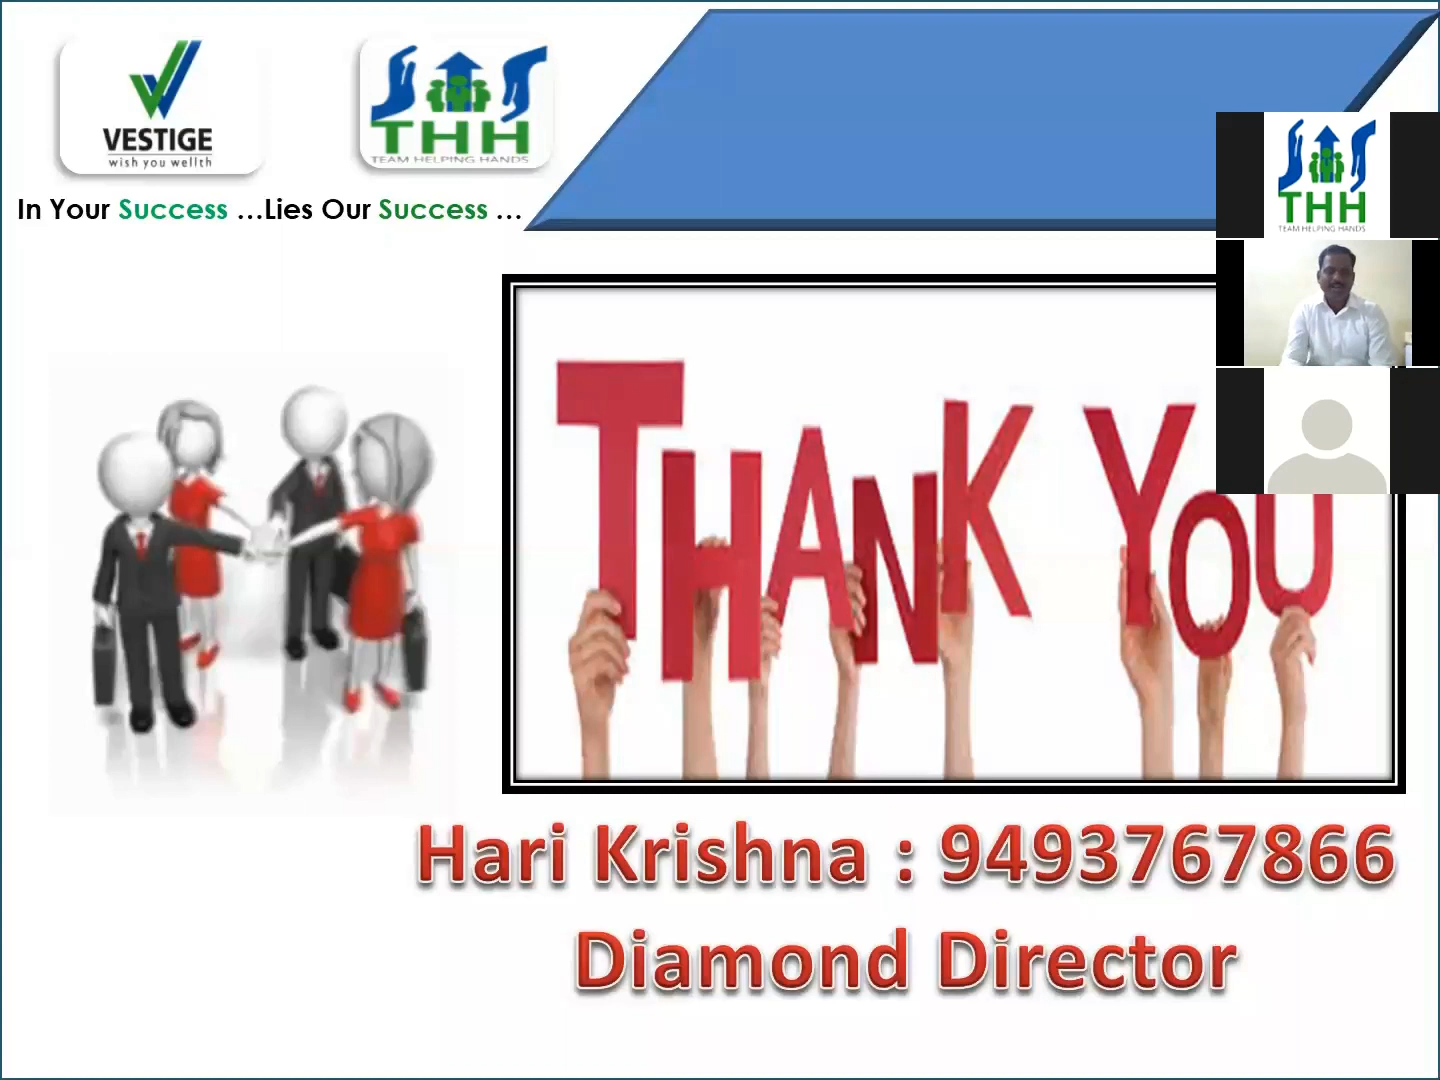 VESTIGE
wish you wellth
THH
TEAM HELPING HANDS
In Your Success ...Lies Our Success ...
THH
TEAM HELPING HANDS
THANK YOU
Hari Krishna : 9493767866
Diamond Director